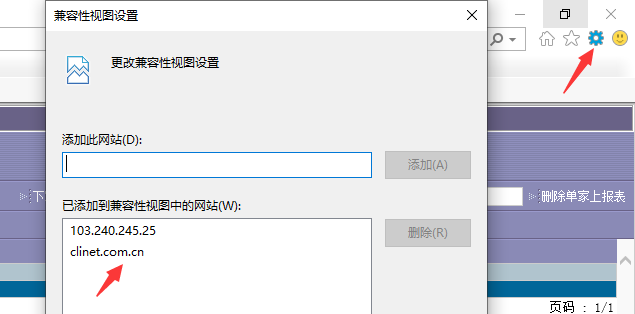 兼容性视图设置
更改兼容性视图设置
添加此网站(D):
添加(A)
下
删除单家上报表
已添加到兼容性视图中的网站(W):
103.240.245.25
删除(R)
clinet.com.cn
页码 : 1/1